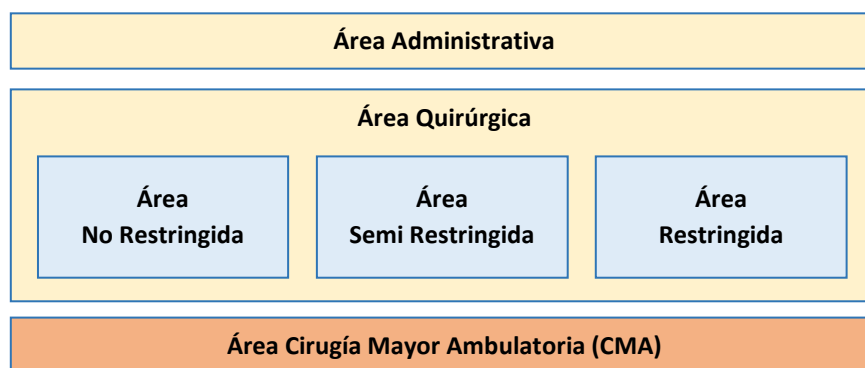 Área Administrativa
Área Quirúrgica
Área
No Restringida
Área
Semi Restringida
Área
Restringida
Área Cirugía Mayor Ambulatoria (CMA)